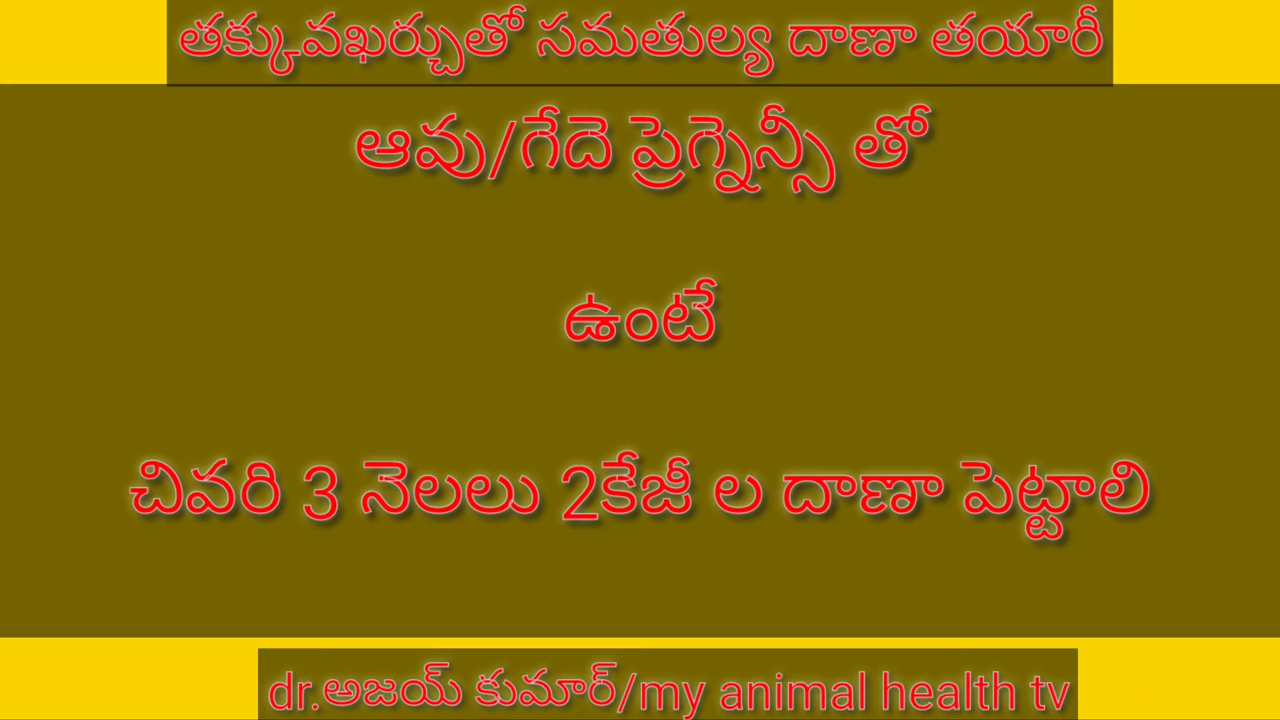 తక్కువఖర్చుతో సమతుల్య దాణా తయారీ
ఆవు/గేదె ప్రెగ్నెన్సీ తో
ఉంటే
చివరి 3 నెలలు 2కేజీ ల దాణా పెట్టాలి
dr.అజయ్ కుమార్/my animal health tv